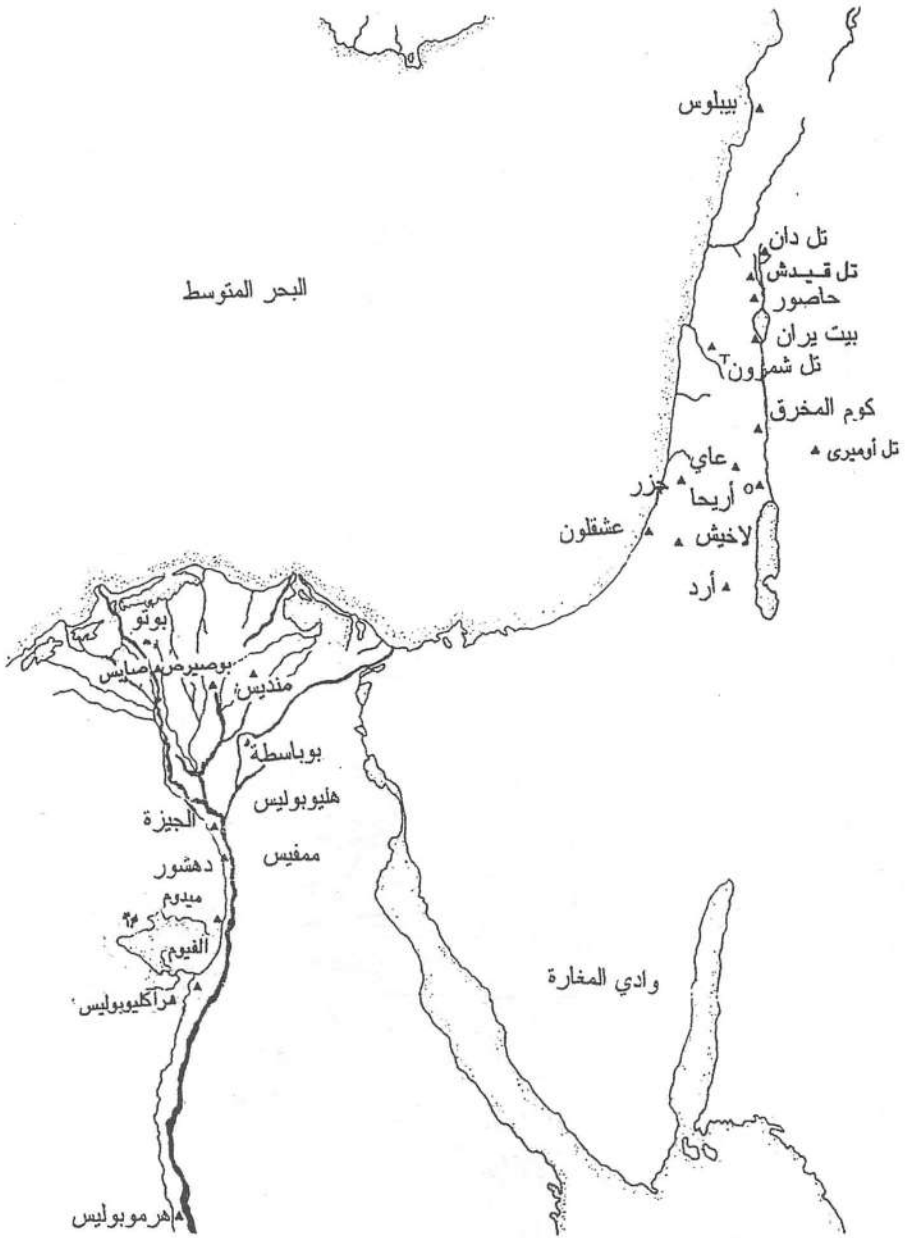 بيبلوس
تل دان
تل قيدش
حاصور
البحر المتوسط
بيت يران
تل شمرون
كوم المخرق
تل أوميرى
عاي
جزر
أريحا
عشقلون
لاخيش
أرد
بوتو
صايس
بوصيرص
منديس
بوباسطة
هليوبوليس
الجيزة
ممفيس
دهشور
ميدوم
الفيوم
وادي المغارة
هرموبوليس